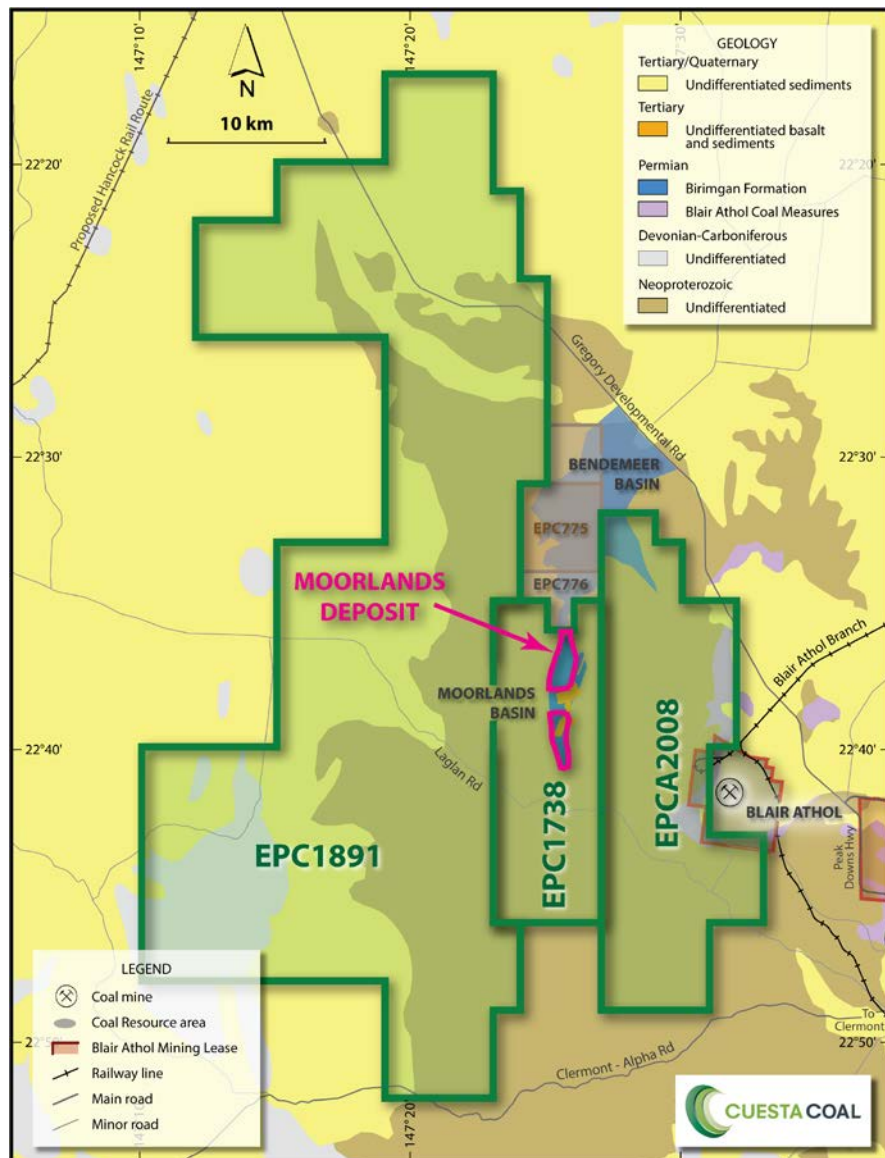 147°10'
147°20'
147°30'
N
10 km
Proposed Hancock Rail Route
22°20'
22°20'
GEOLOGY
Tertiary/Quaternary
Undifferentiated sediments
Tertiary
Undifferentiated basalt
and sediments
Permian
Birimgan Formation
Blair Athol Coal Measures
Devonian-Carboniferous
Undifferentiated
Neoproterozoic
Undifferentiated
Gregory Developmental Rd
22°30'
22°30'
BENDEMEER
BASIN
EPC775
EPC776
MOORLANDS
DEPOSIT
MOORLANDS
BASIN
Blair Athol Branch
22°40'
22°40'
Laglan Rd
EPC1891
EPC1738
EPCA2008
BLAIR ATHOL
Peak
Downs Hwy
LEGEND
Coal mine
Coal Resource area
Blair Athol Mining Lease
Railway line
Main road
Minor road
To
Clermont
22°50'
22°50'
Clermont - Alpha Rd
147°10'
147°20'
CUESTA COAL